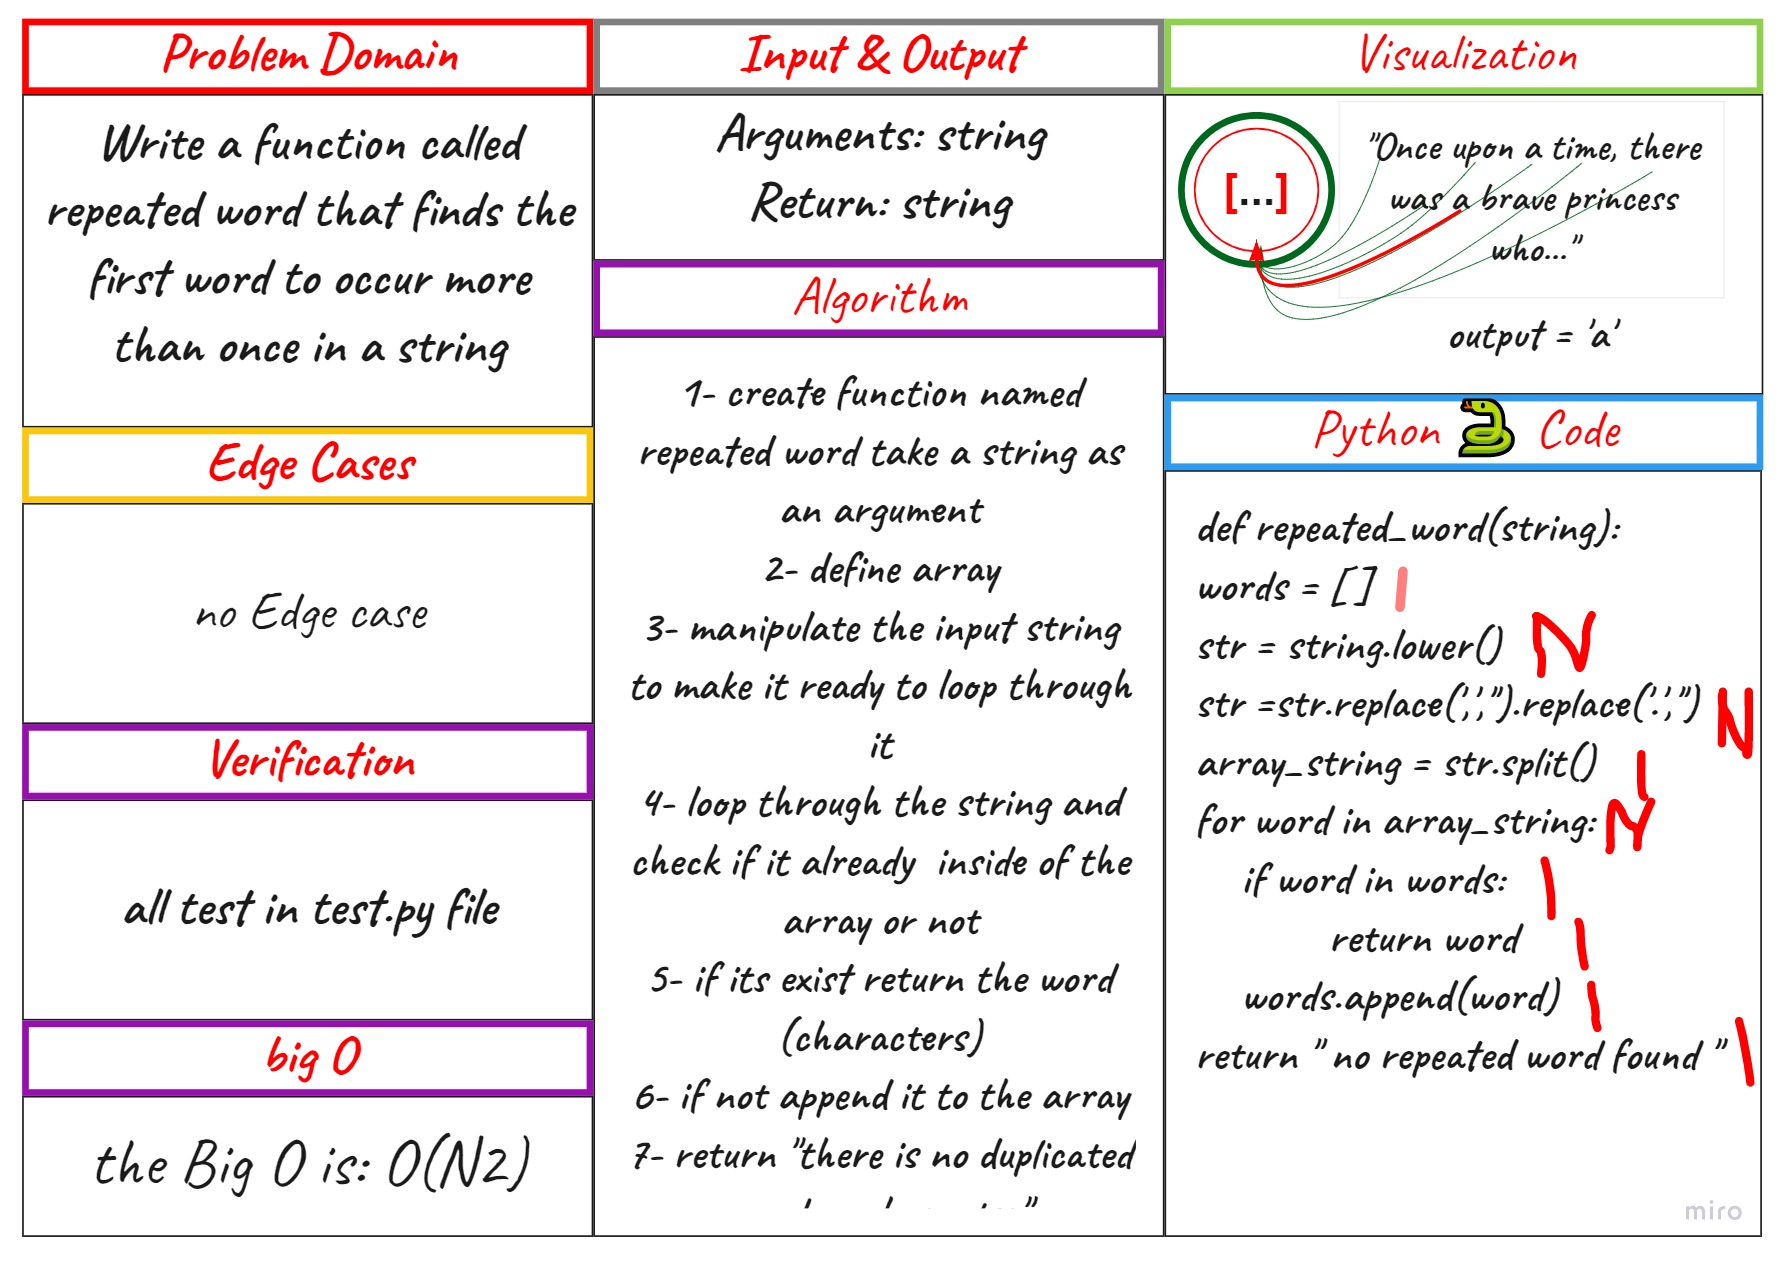 Problem Domain
Write a function called
repeated word that finds the
first word to occur more
than once in a string
Edge Cases
no Edge case
Verification
all test in test.py file
big O
the Big O is: O(N2)
Input & Output
Arguments: string
Return: string
Algorithm
1- create function named
repeated word take a string as
an argument
2- define array
3- manipulate the input string
to make it ready to loop through
it
4- loop through the string and
check if it already inside of the
array or not
5- if its exist return the word
(characters)
6- if not append it to the array
7- return "there is no duplicated
Visualization
[...]
"Once upon a time, there
was a brave princess
who..."
output = 'a'
Python Code
def repeated_word(string):
words = [] |
str = string.lower() N
str =str.replace(',','').replace('.','') N
array_string = str.split() |
for word in array_string: N
if word in words: |
return word |
words.append(word) |
return " no repeated word found " |
miro